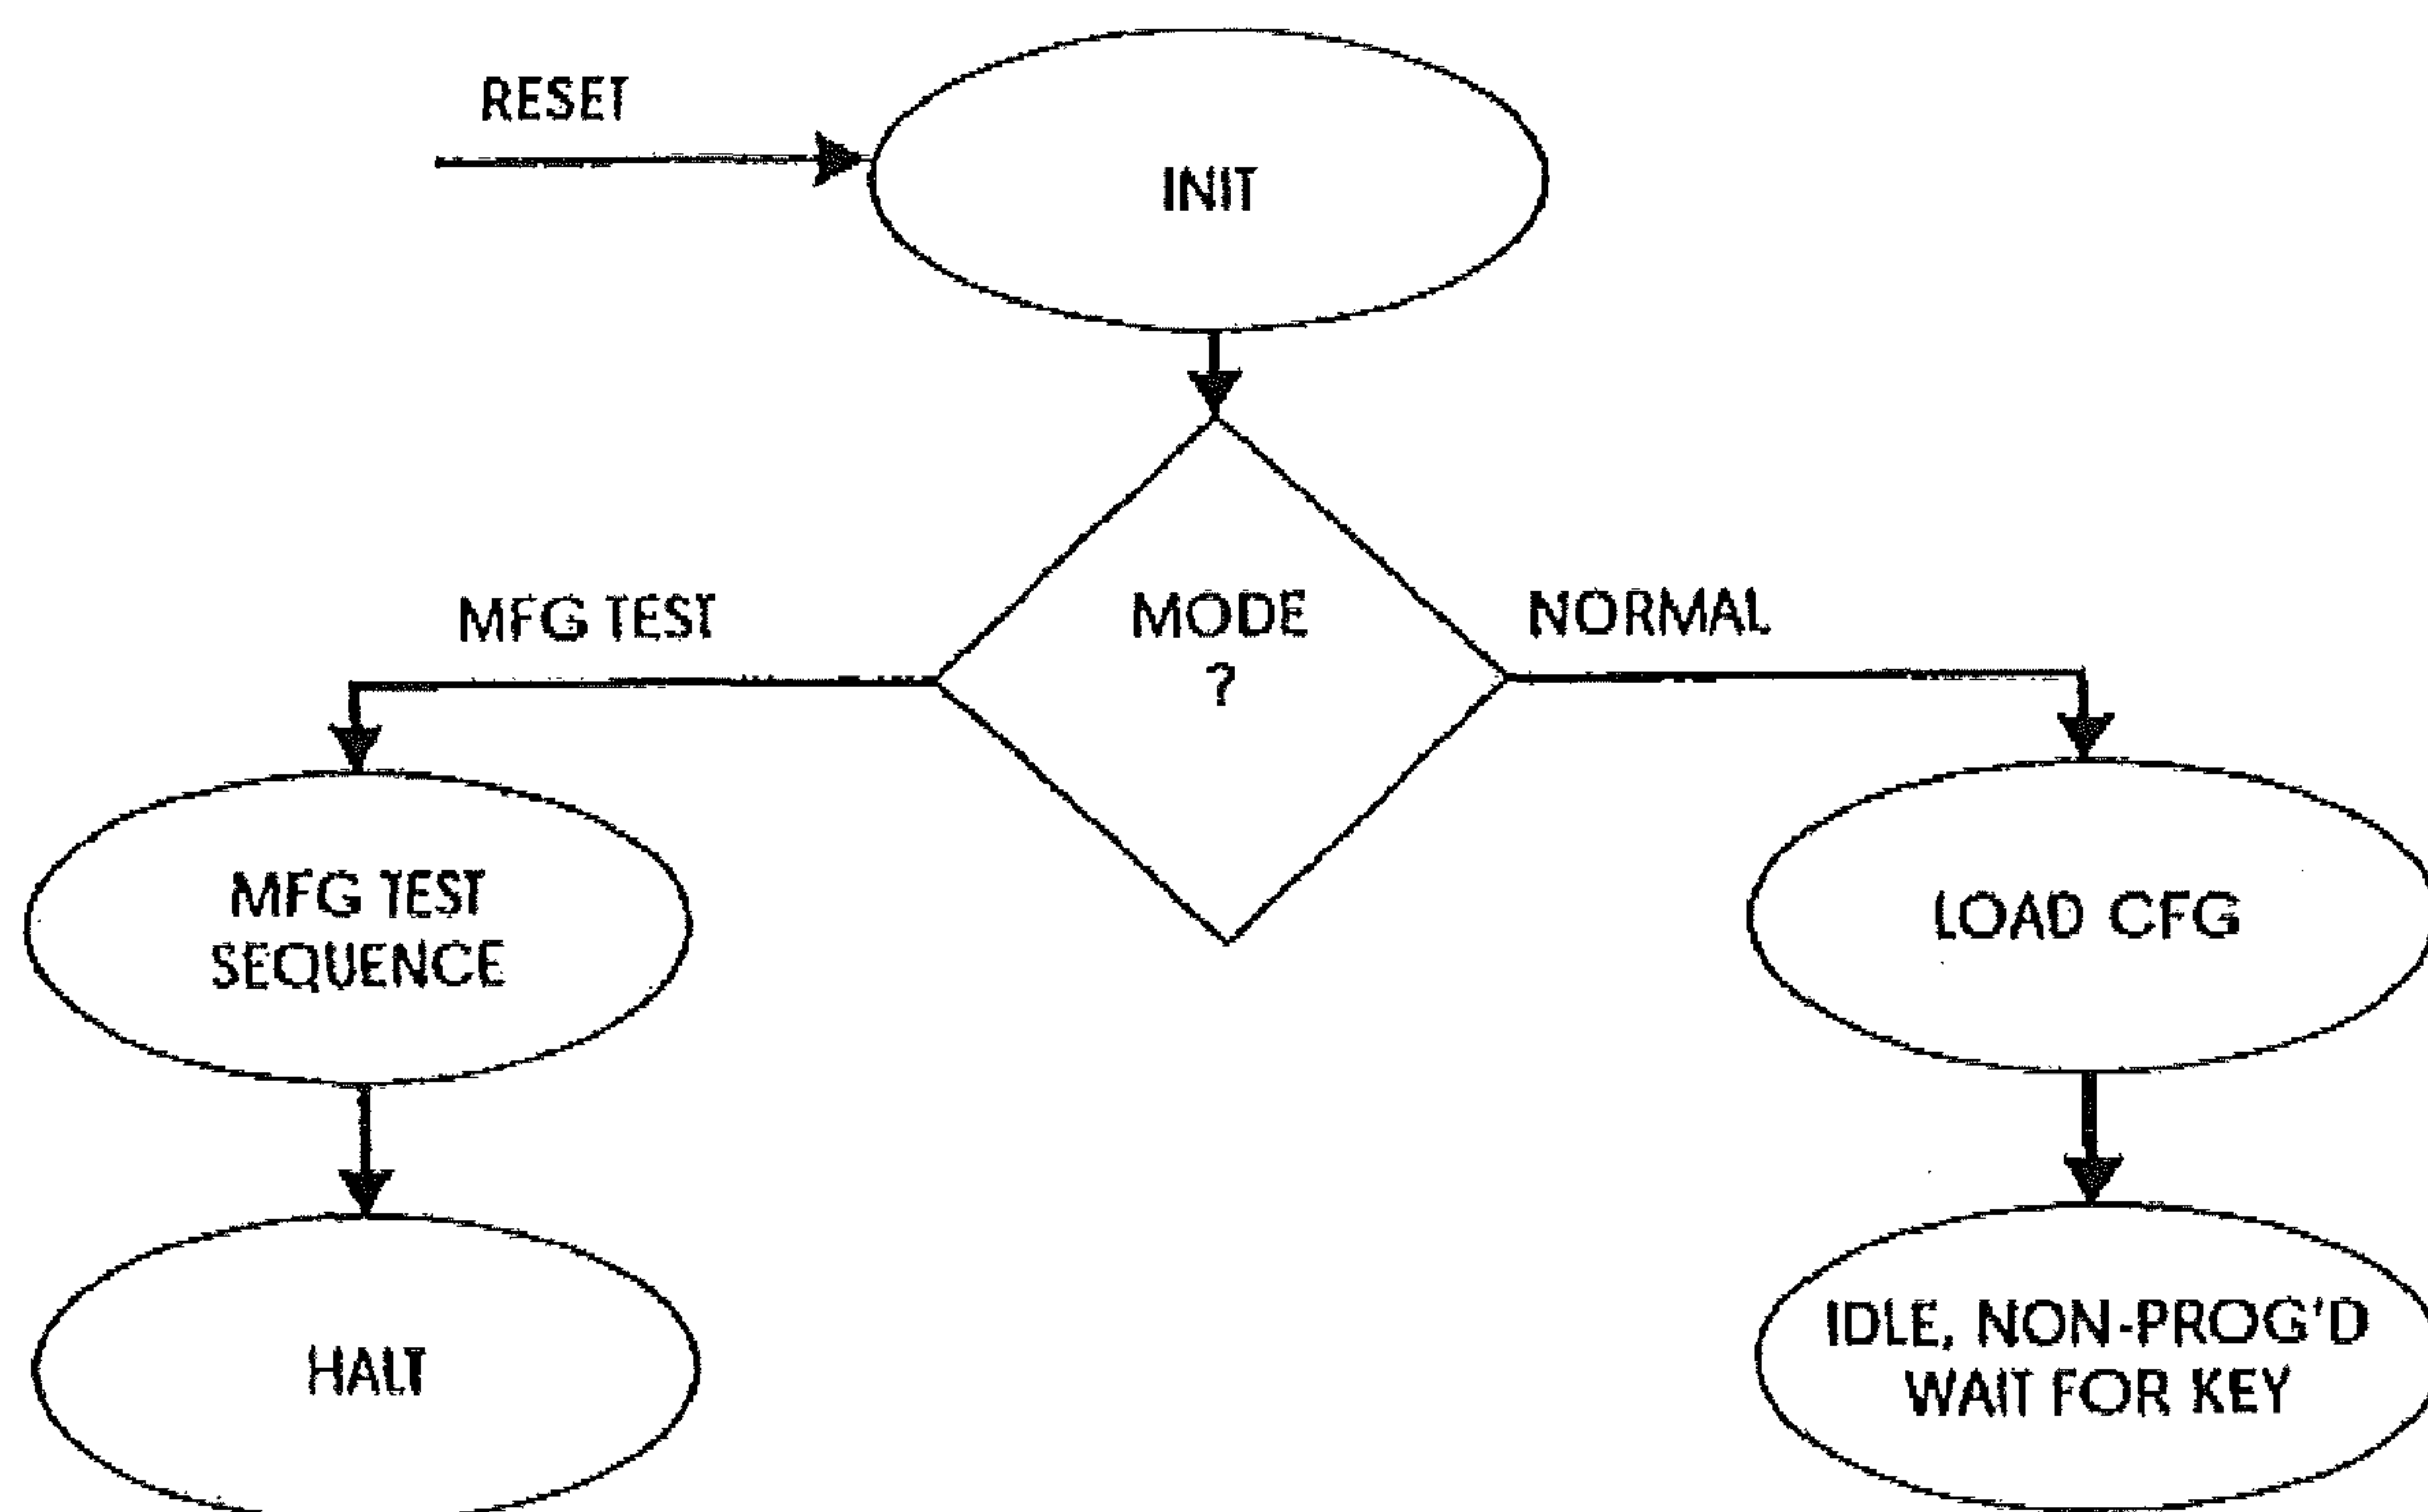 RESET
INIT
MFG TEST
MODE
?
NORMAL
MFG TEST
SEQUENCE
LOAD CFG
HALT
IDLE, NON-PROG'D
WAIT FOR KEY